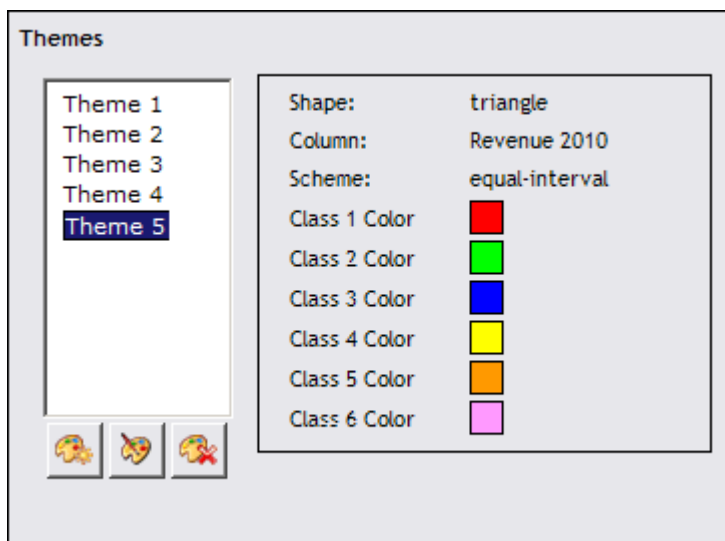 Themes
Theme 1
Theme 2
Theme 3
Theme 4
Theme 5
Shape: triangle
Column: Revenue 2010
Scheme: equal-interval
Class 1 Color
Class 2 Color
Class 3 Color
Class 4 Color
Class 5 Color
Class 6 Color